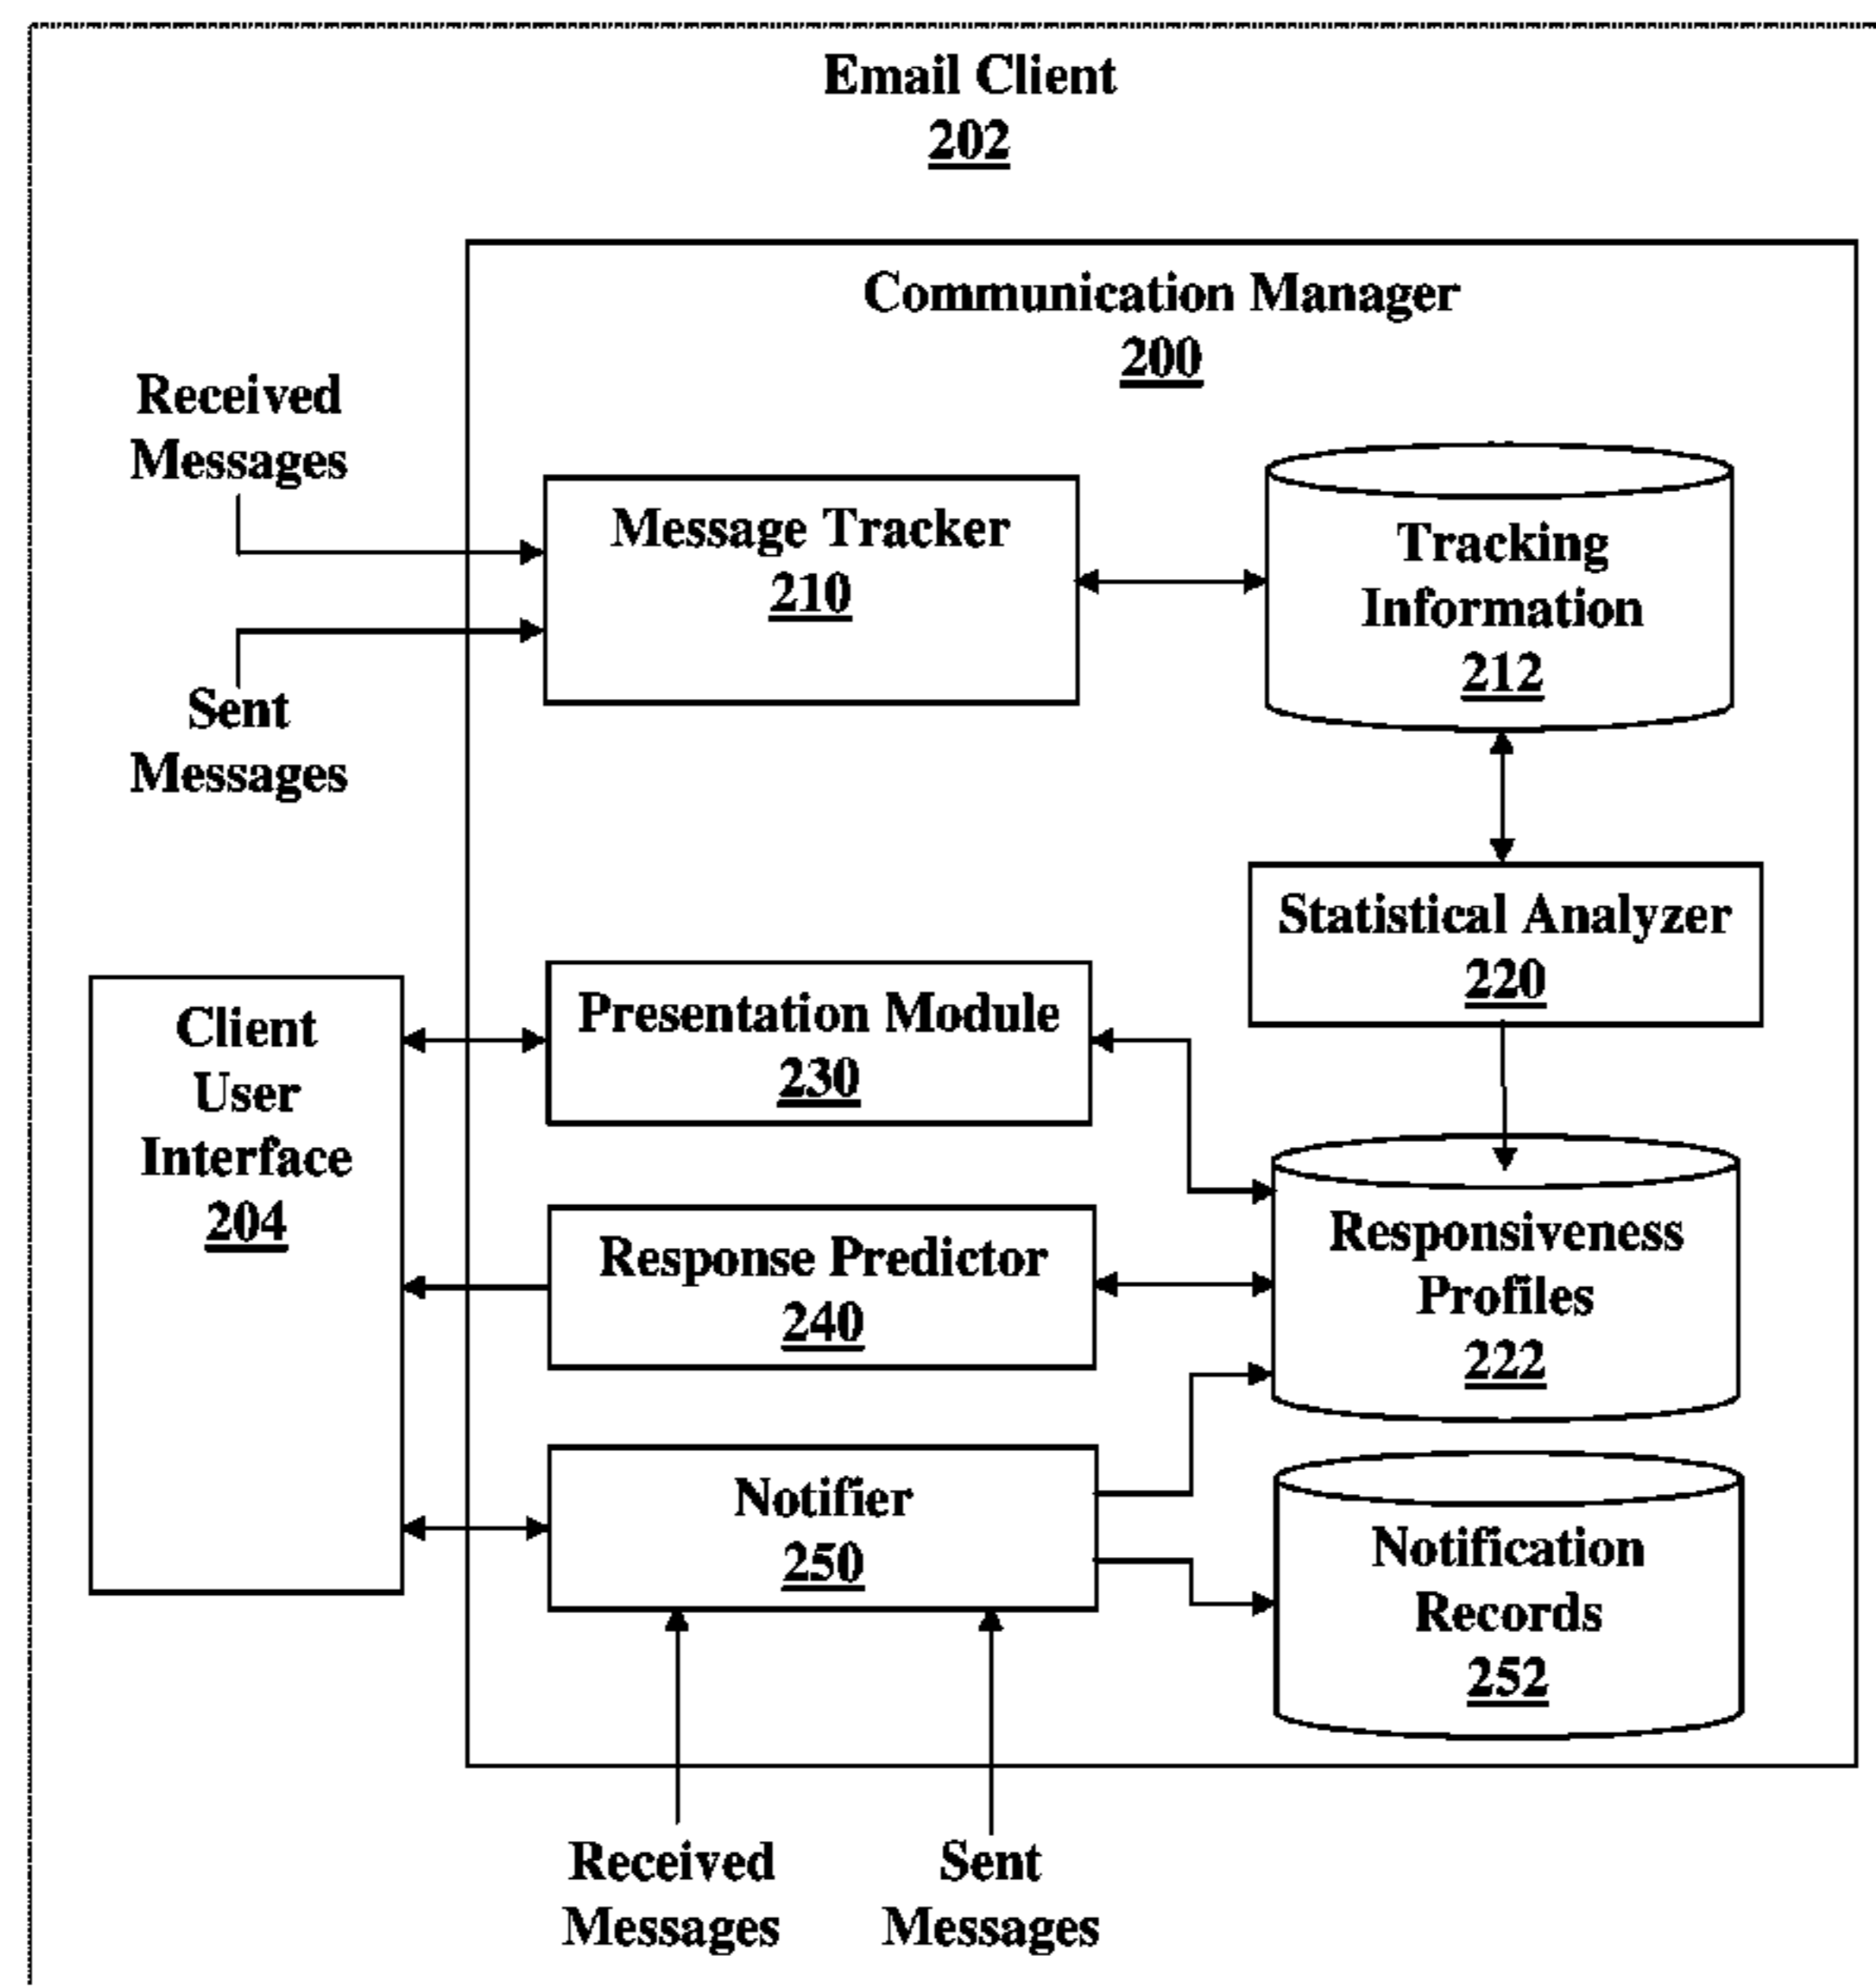 Email Client
202
Communication Manager
200
Received
Messages
Message Tracker
210
Tracking
Information
212
Sent
Messages
Statistical Analyzer
220
Client
User
Interface
204
Presentation Module
230
Response Predictor
240
Responsiveness
Profiles
222
Notifier
250
Notification
Records
252
Received
Messages
Sent
Messages